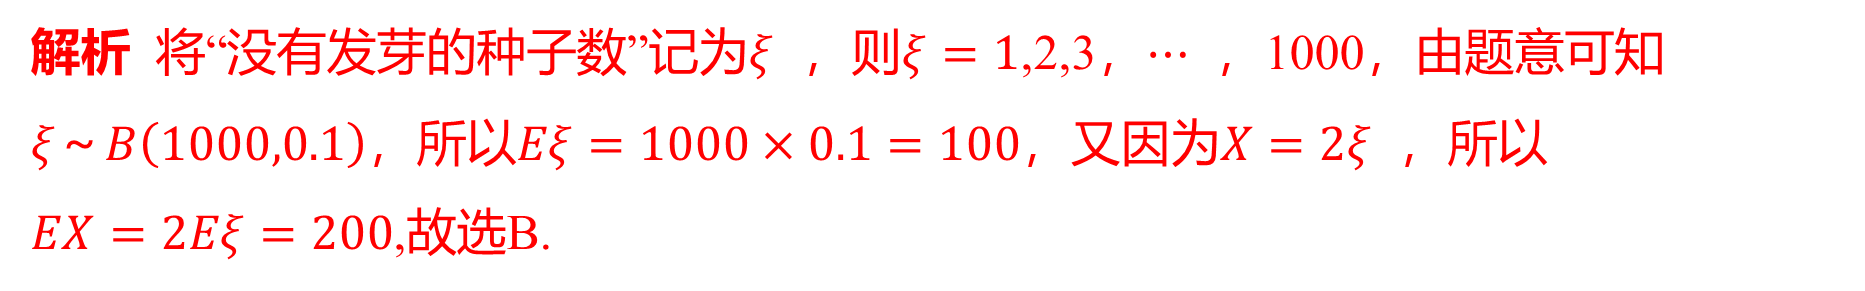 解析 将“没有发芽的种子数”记为ξ ，则ξ = 1,2,3，⋯ ，1000，由题意可知
ξ ~ B(1000,0.1)，所以Eξ = 1000 × 0.1 = 100，又因为X = 2ξ ，所以
EX = 2Eξ = 200,故选B.